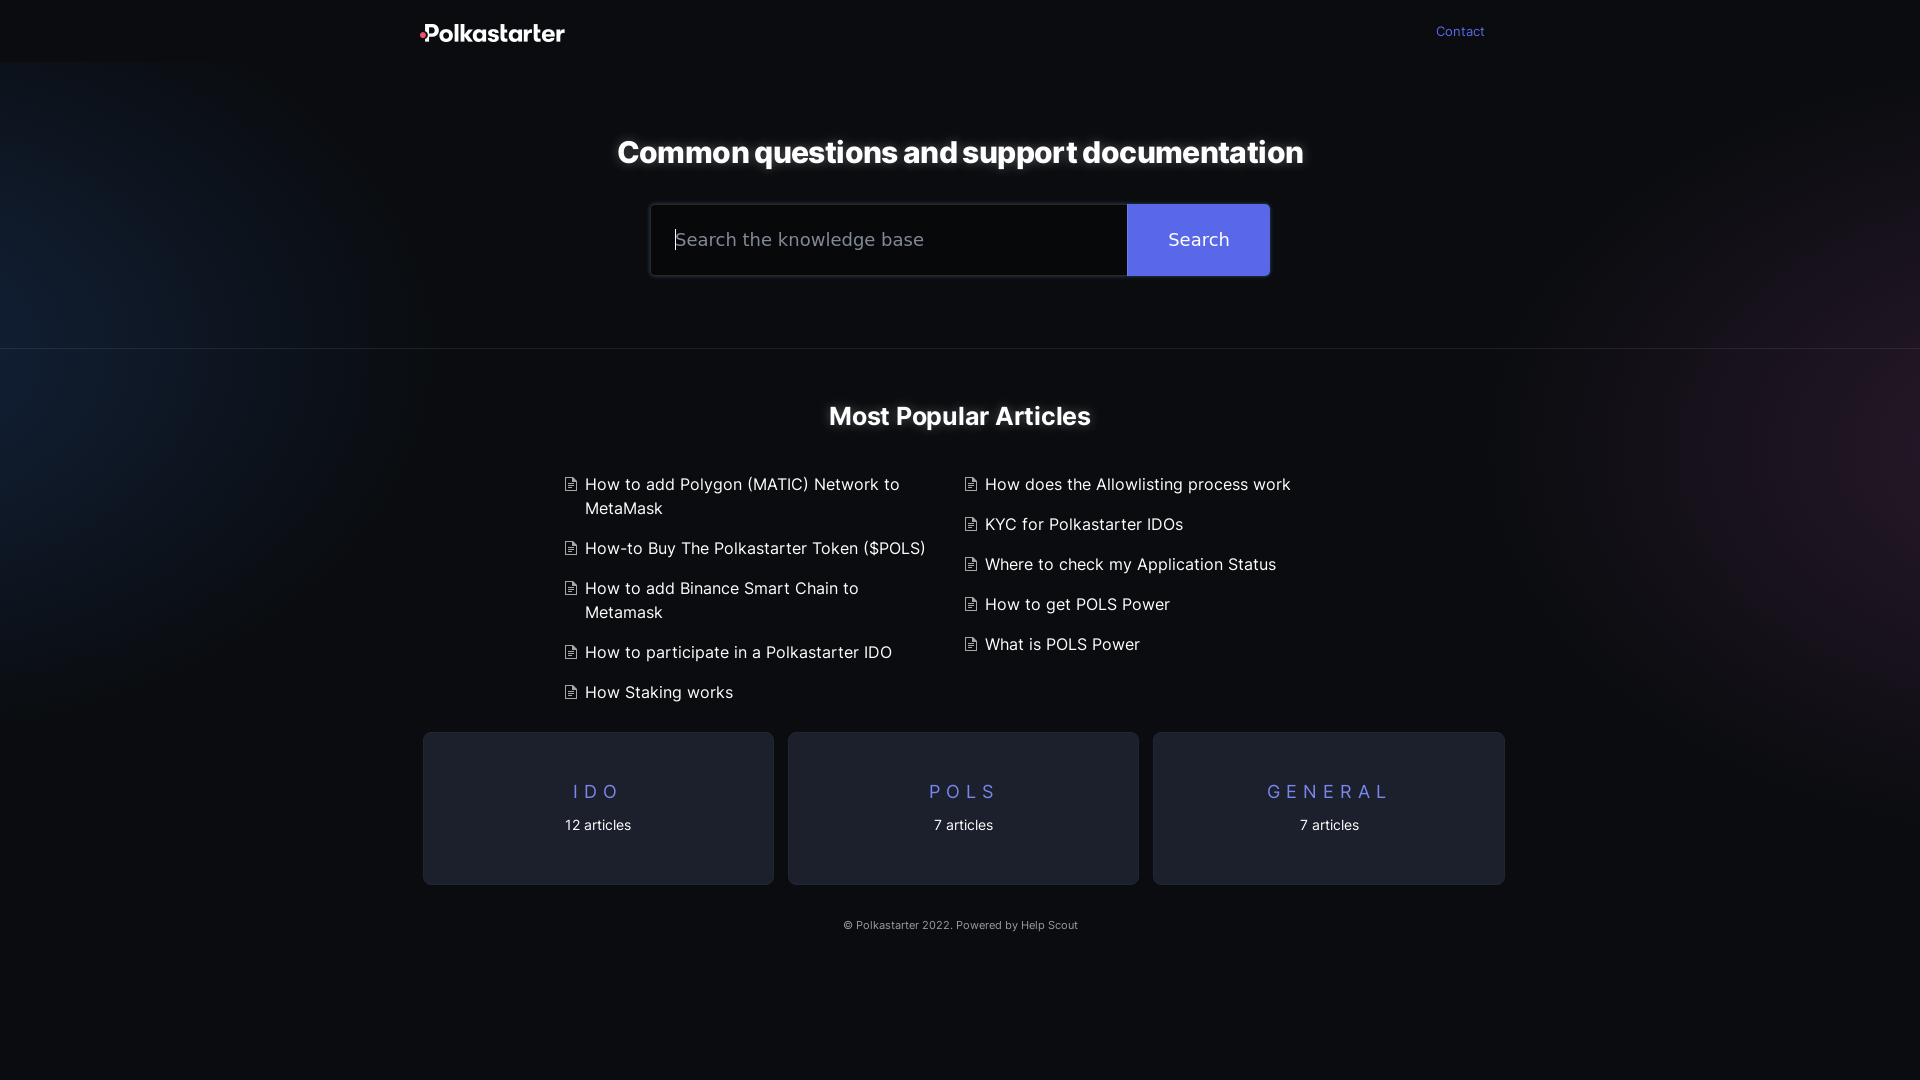 Polkastarter
Contact
Common questions and support documentation
Search the knowledge base
Search
Most Popular Articles
How to add Polygon (MATIC) Network to
MetaMask
How-to Buy The Polkastarter Token ($POLS)
How to add Binance Smart Chain to
Metamask
How to participate in a Polkastarter IDO
How Staking works
How does the Allowlisting process work
KYC for Polkastarter IDOs
Where to check my Application Status
How to get POLS Power
What is POLS Power
IDO
12 articles
POLS
7 articles
GENERAL
7 articles
© Polkastarter 2022. Powered by Help Scout